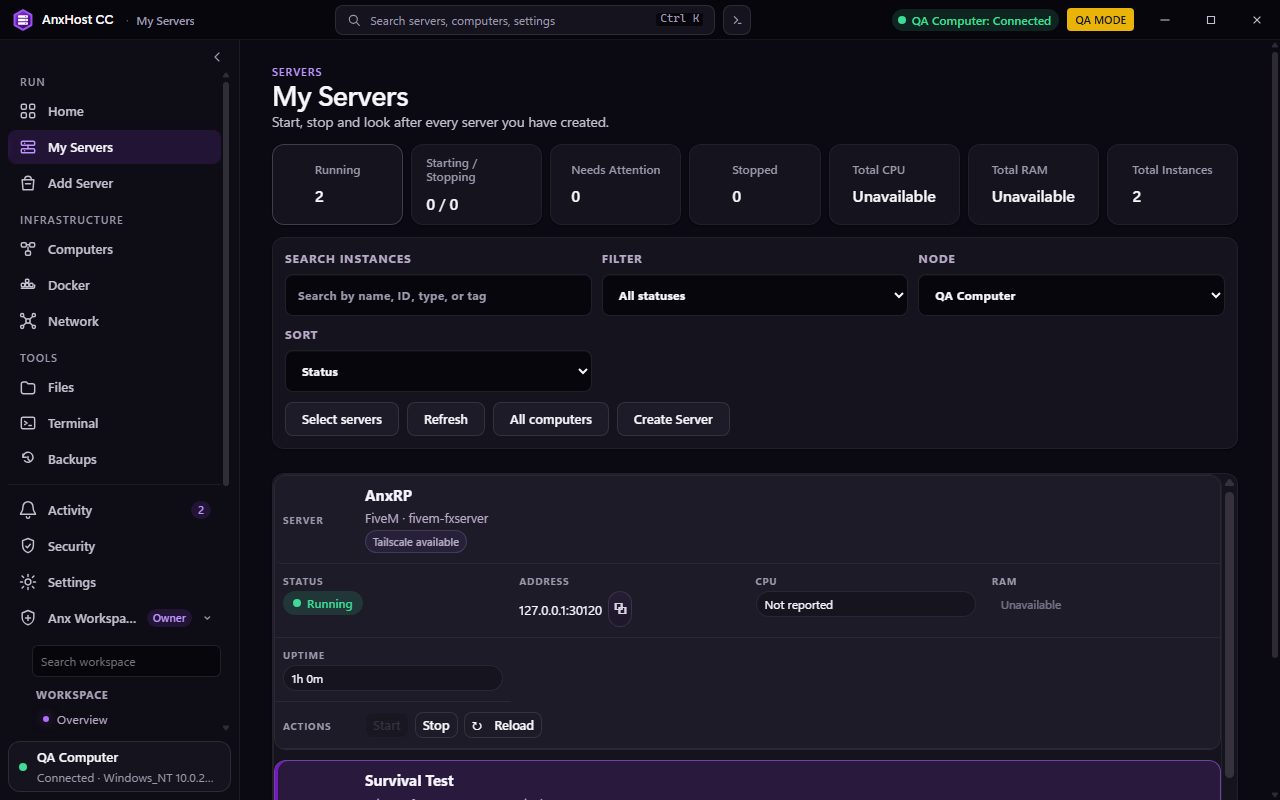 AnxHost CC · My Servers
Search servers, computers, settings
Ctrl K
QA Computer: Connected
QA MODE
RUN
Home
My Servers
Add Server
INFRASTRUCTURE
Computers
Docker
Network
TOOLS
Files
Terminal
Backups
Activity 2
Security
Settings
Anx Workspa... Owner
Search workspace
WORKSPACE
Overview
QA Computer
Connected · Windows_NT 10.0.2...
SERVERS
My Servers
Start, stop and look after every server you have created.
Running
2
Starting /
Stopping
0 / 0
Needs Attention
0
Stopped
0
Total CPU
Unavailable
Total RAM
Unavailable
Total Instances
2
SEARCH INSTANCES
Search by name, ID, type, or tag
FILTER
All statuses
NODE
QA Computer
SORT
Status
Select servers
Refresh
All computers
Create Server
SERVER
AnxRP
FiveM · fivem-fxserver
Tailscale available
STATUS
Running
ADDRESS
127.0.0.1:30120
CPU
Not reported
RAM
Unavailable
UPTIME
1h 0m
ACTIONS
Start
Stop
Reload
Survival Test